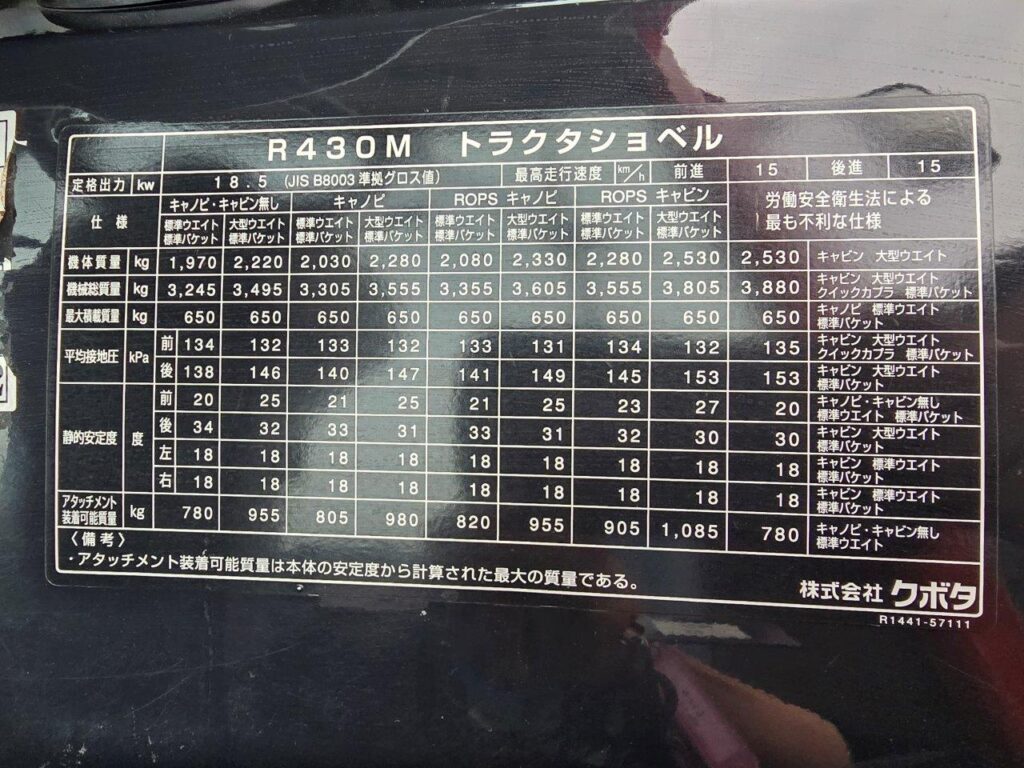 R430M トラクタショベル
定格出力 kw 18.5 (JIS B8003準拠グロス値) 最高走行速度 km/h 前進 15 後進 15
仕様 キャノピ・キャビン無し キャノピ ROPS キャノピ ROPS キャビン 労働安全衛生法による
最も不利な仕様
標準ウエイト 大型ウエイト 標準ウエイト 大型ウエイト 標準ウエイト 大型ウエイト 標準ウエイト 大型ウエイト
標準バケット 標準バケット 標準バケット 標準バケット 標準バケット 標準バケット 標準バケット 標準バケット
機体質量 kg 1,970 2,220 2,030 2,280 2,080 2,330 2,280 2,530 2,530 キャビン 大型ウエイト
機械総質量 kg 3,245 3,495 3,305 3,555 3,355 3,605 3,555 3,805 3,880 キャビン 大型ウエイト
クイックカプラ 標準バケット
最大積載質量 kg 650 650 650 650 650 650 650 650 650 キャノピ 標準ウエイト
標準バケット
平均接地圧 kPa 前 134 132 133 132 133 131 134 132 135 キャビン 大型ウエイト
クイックカプラ 標準バケット
後 138 146 140 147 141 149 145 153 153 キャビン 大型ウエイト
標準バケット
静的安定度 度 前 20 25 21 25 21 25 23 27 20 キャノピ・キャビン無し
標準ウエイト 標準バケット
後 34 32 33 31 33 31 32 30 30 キャビン 大型ウエイト
標準バケット
左 18 18 18 18 18 18 18 18 18 キャビン 標準ウエイト
標準バケット
右 18 18 18 18 18 18 18 18 18 キャビン 標準ウエイト
標準バケット
アタッチメント
装着可能質量 kg 780 955 805 980 820 955 905 1,085 780 キャノピ・キャビン無し
標準ウエイト
〈備考〉
・アタッチメント装着可能質量は本体の安定度から計算された最大の質量である。
株式会社 クボタ
R1441-57111